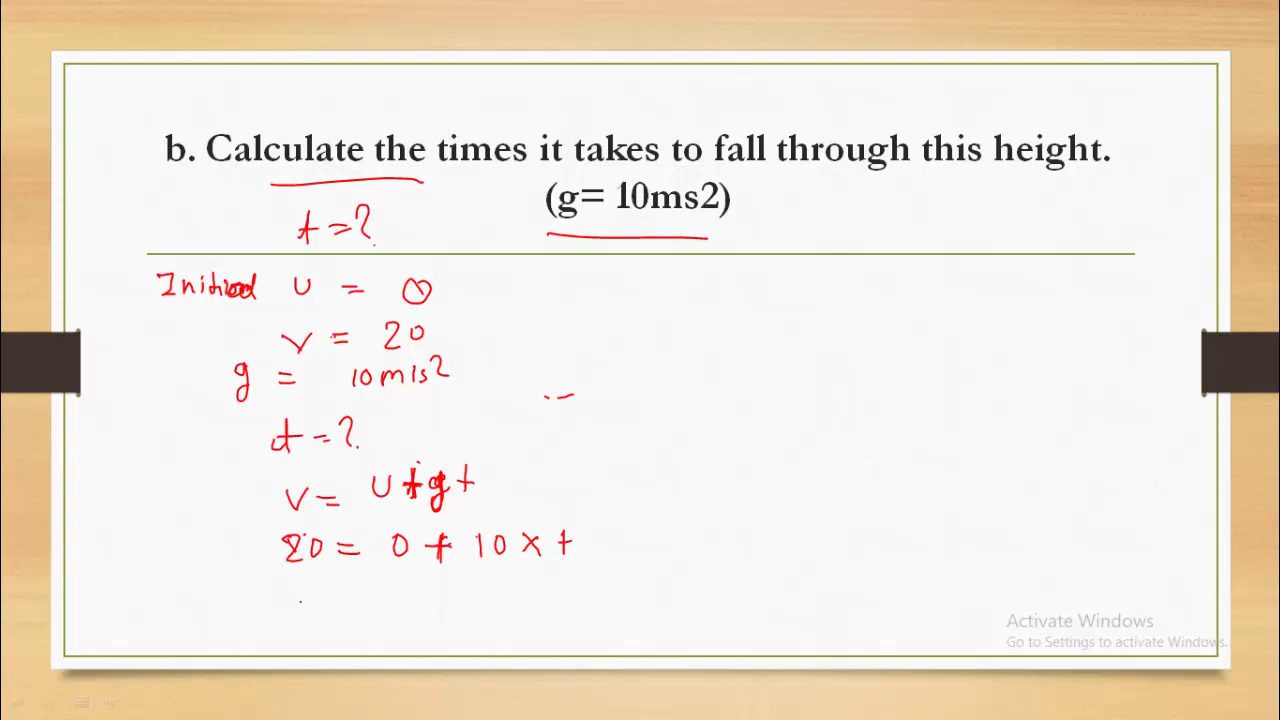 b. Calculate the times it takes to fall through this height.
(g= 10ms2)
t = ?
Initial u = 0
v = 20
g = 10m/s2
t = ?
v = u + g t
20 = 0 + 10 x t
Activate Windows
Go to Settings to activate Windows.